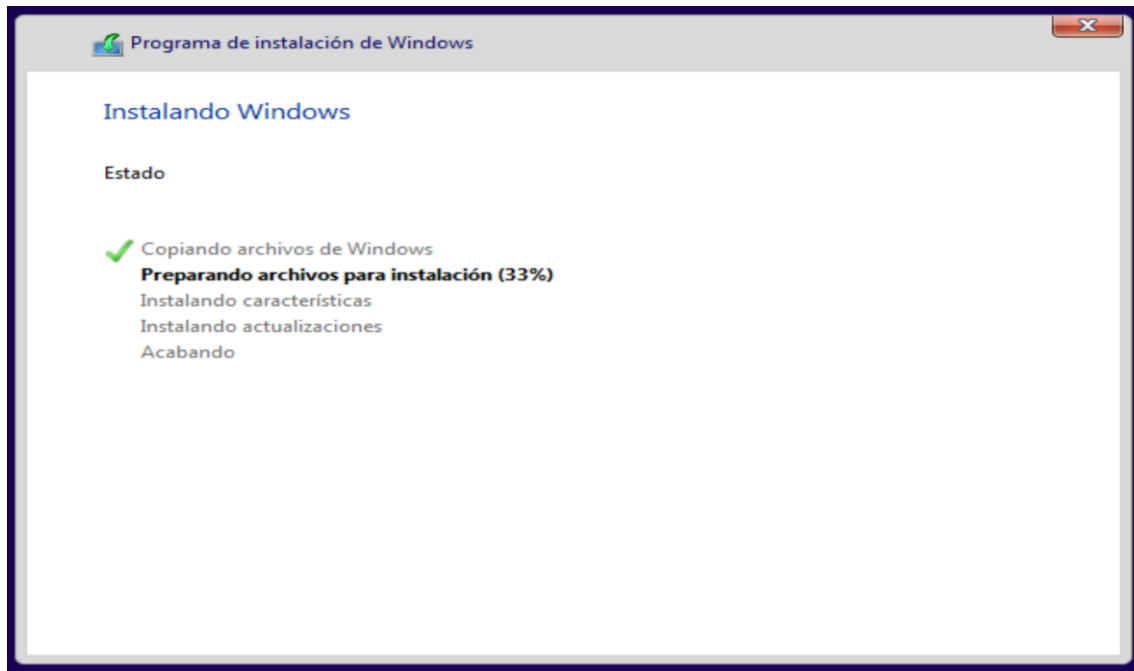 Programa de instalación de Windows
Instalando Windows
Estado
Copiando archivos de Windows
Preparando archivos para instalación (33%)
Instalando características
Instalando actualizaciones
Acabando